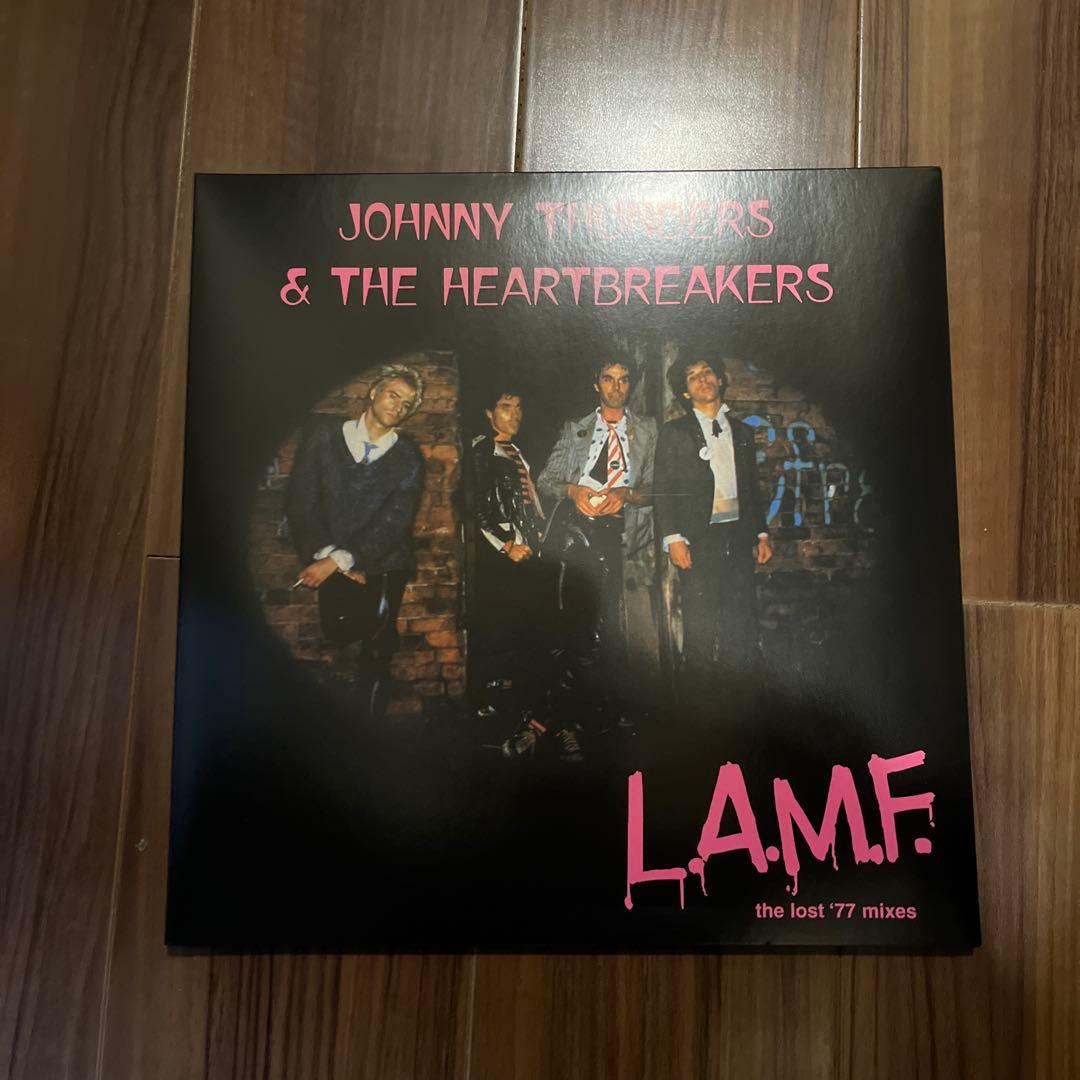 JOHNNY THUNDERS
& THE HEARTBREAKERS
L.A.M.F.
the lost '77 mixes